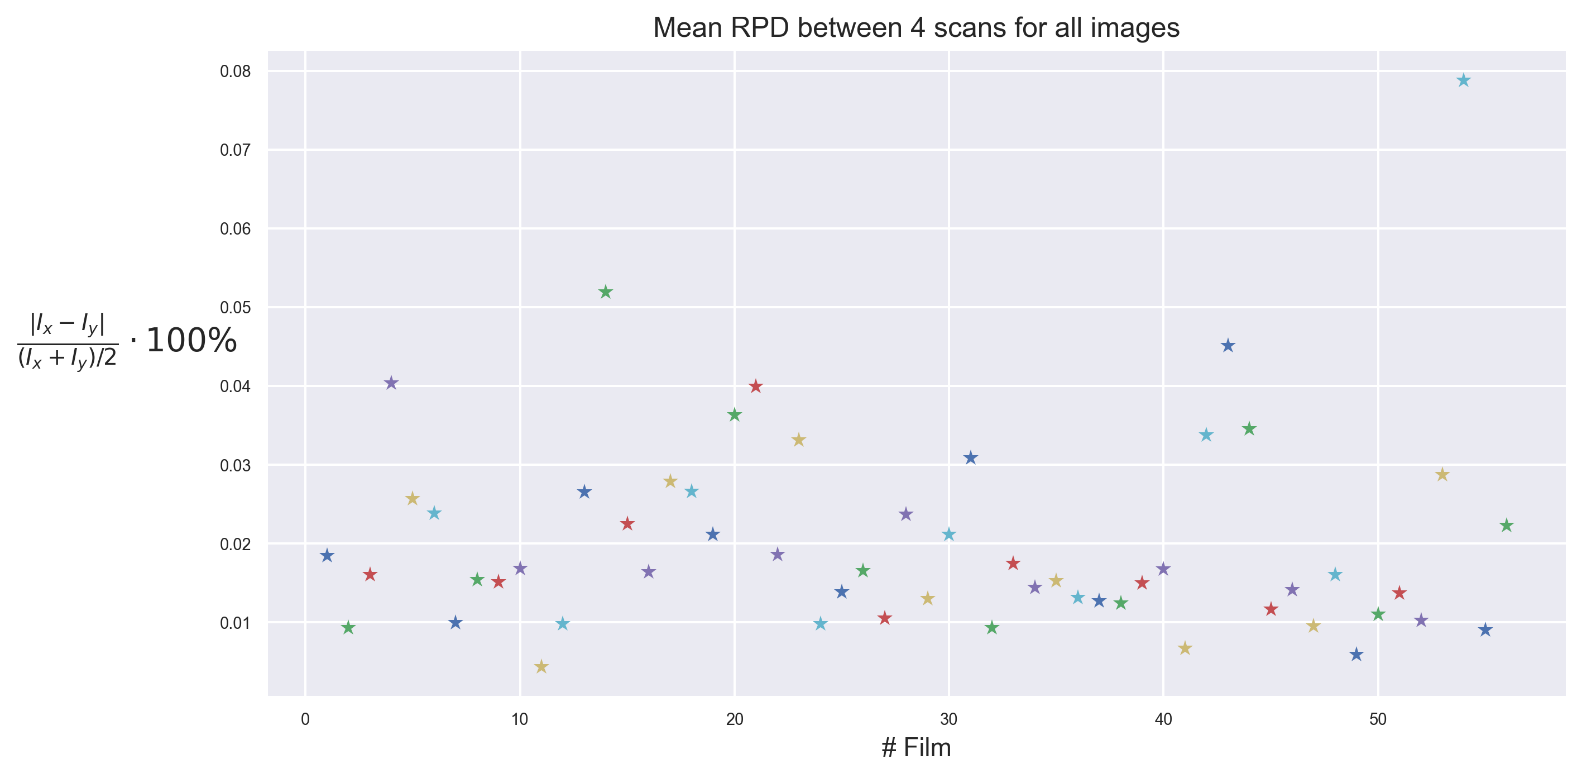 Mean RPD between 4 scans for all images
0.08
0.07
0.06
0.05
0.04
0.03
0.02
0.01
|I_x − I_y|
(I_x + I_y)/2 · 100%
0 10 20 30 40 50
# Film